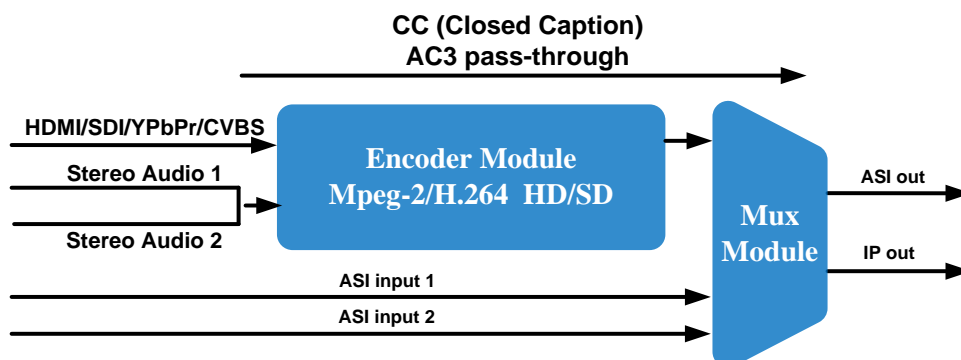 CC (Closed Caption)
AC3 pass-through
HDMI/SDI/YPbPr/CVBS
Stereo Audio 1
Stereo Audio 2
Encoder Module
Mpeg-2/H.264 HD/SD
Mux
Module
ASI out
IP out
ASI input 1
ASI input 2